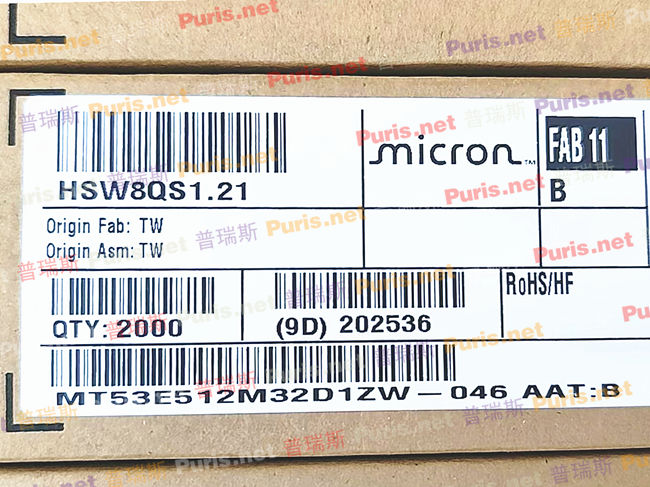 micron™
FAB 11
HSW8QS1.21
B
Origin Fab: TW
Origin Asm: TW
RoHS/HF
QTY: 2000
(9D) 202536
MT53E512M32D1ZW-046 AAT:B
普瑞斯 Puris.net